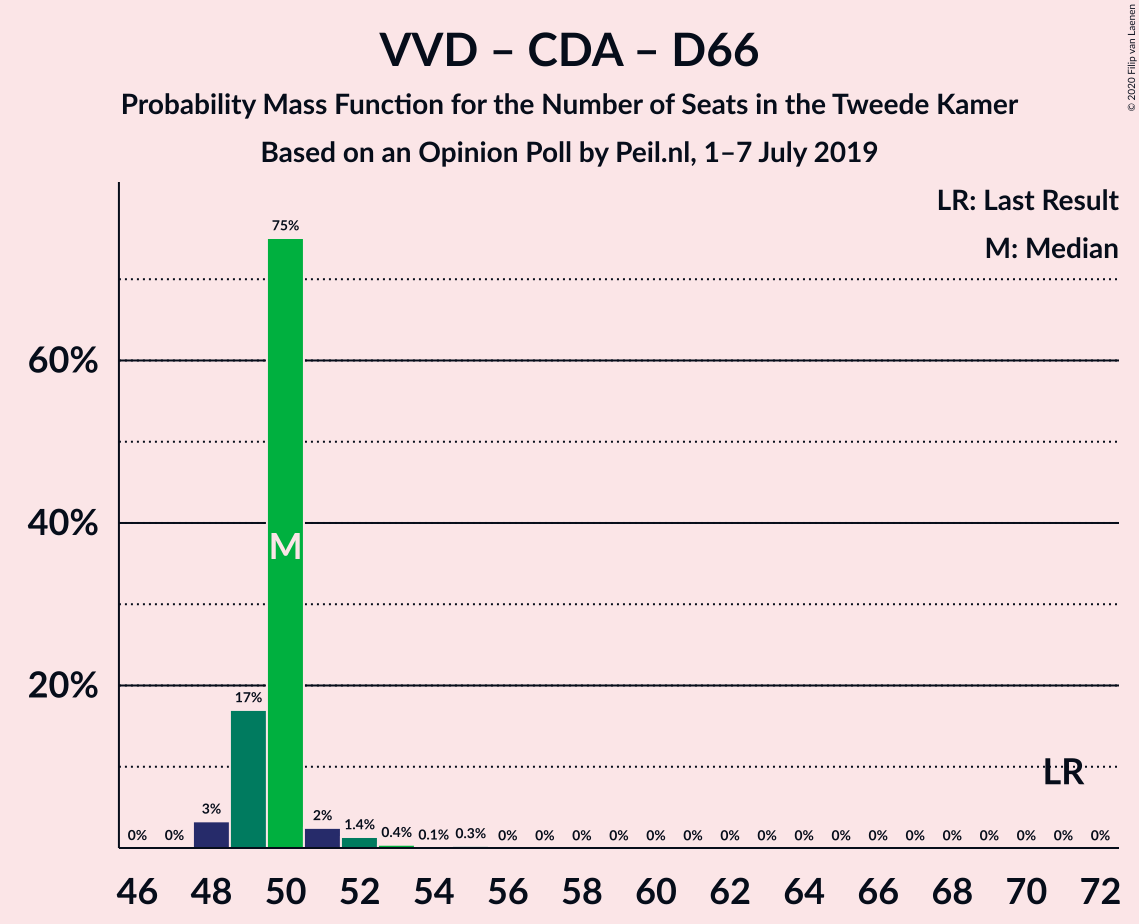 VVD – CDA – D66
Probability Mass Function for the Number of Seats in the Tweede Kamer
Based on an Opinion Poll by Peil.nl, 1–7 July 2019
© 2020 Filip van Laenen
LR: Last Result
M: Median
60%
40%
20%
0% 0% 3% 17% 75% 2% 1.4% 0.4% 0.1% 0.3% 0% 0% 0% 0% 0% 0% 0% 0% 0% 0% 0% 0% 0% 0% 0% 0% 0%
M
LR
46 48 50 52 54 56 58 60 62 64 66 68 70 72